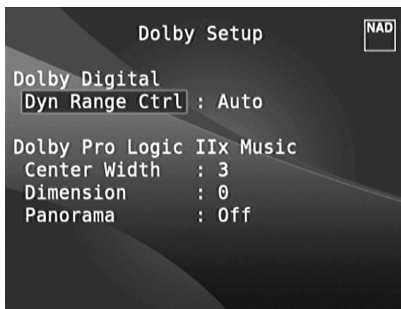 Dolby Setup
NAD
Dolby Digital
Dyn Range Ctrl : Auto
Dolby Pro Logic IIx Music
Center Width : 3
Dimension : 0
Panorama : Off